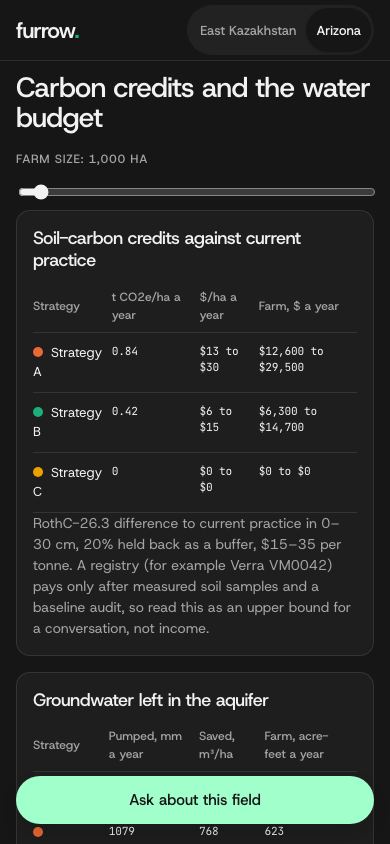 furrow.
East Kazakhstan Arizona
Carbon credits and the water
budget
FARM SIZE: 1,000 HA
Soil-carbon credits against current
practice
Strategy t CO2e/ha a year $/ha a year Farm, $ a year
Strategy A 0.84 $13 to $30 $12,600 to $29,500
Strategy B 0.42 $6 to $15 $6,300 to $14,700
Strategy C 0 $0 to $0 $0 to $0
RothC-26.3 difference to current practice in 0–
30 cm, 20% held back as a buffer, $15–35 per
tonne. A registry (for example Verra VM0042)
pays only after measured soil samples and a
baseline audit, so read this as an upper bound for
a conversation, not income.
Groundwater left in the aquifer
Strategy Pumped, mm a year Saved, m³/ha Farm, acre-feet a year
Ask about this field
1079 768 623